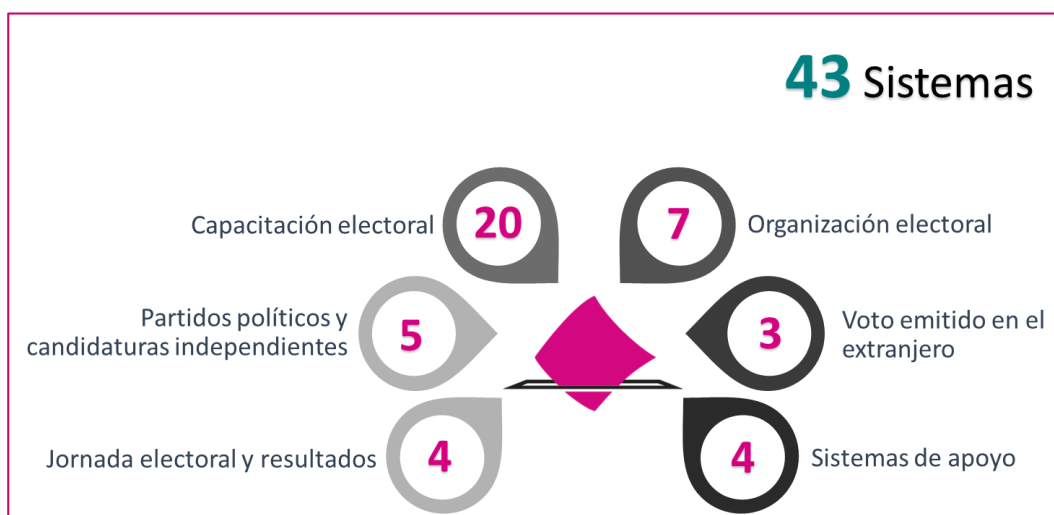 43 Sistemas
Capacitación electoral
20
7
Organización electoral
Partidos políticos y
candidaturas independientes
5
3
Voto emitido en el
extranjero
Jornada electoral y resultados
4
4
Sistemas de apoyo